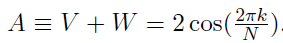 A ≡ V + W = 2 cos(2πk/N).